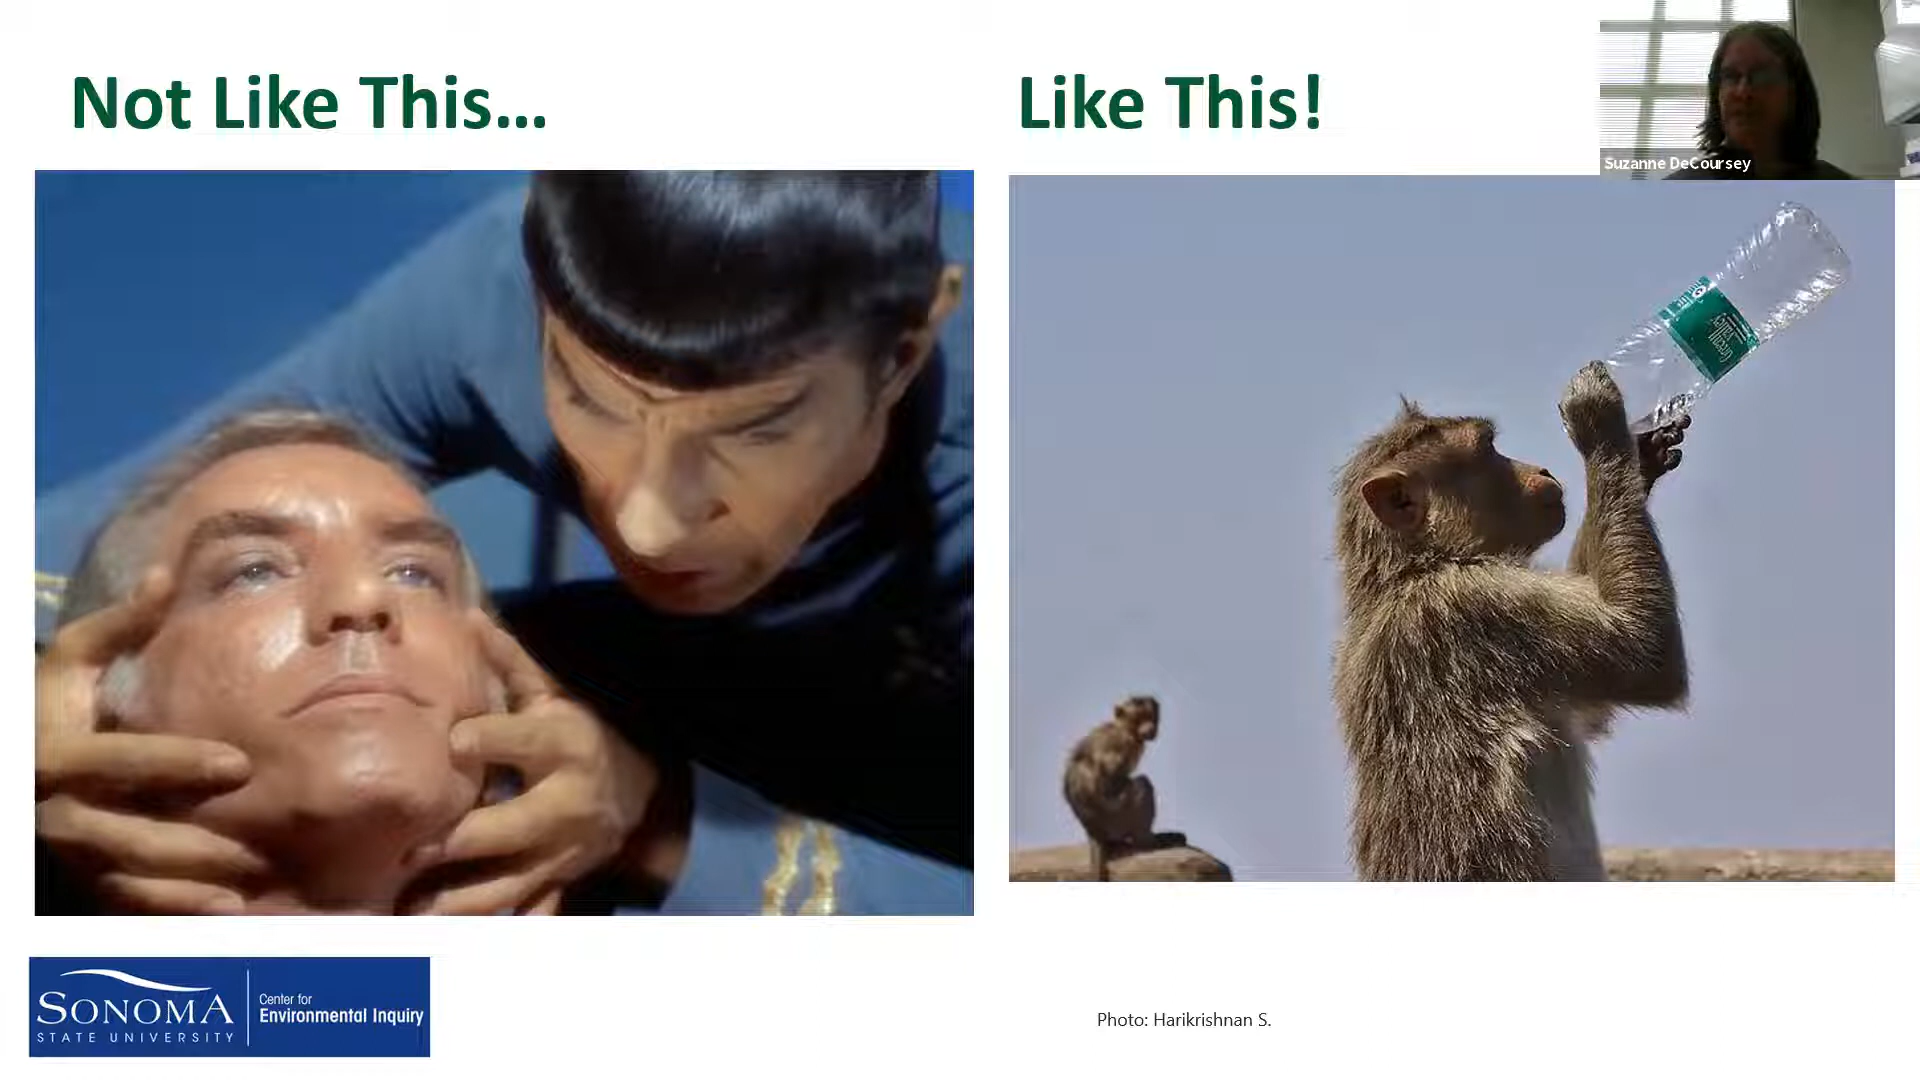 Not Like This...
Like This!
Suzanne DeCoursey
SONOMA
STATE UNIVERSITY
Center for
Environmental Inquiry
Photo: Harikrishnan S.